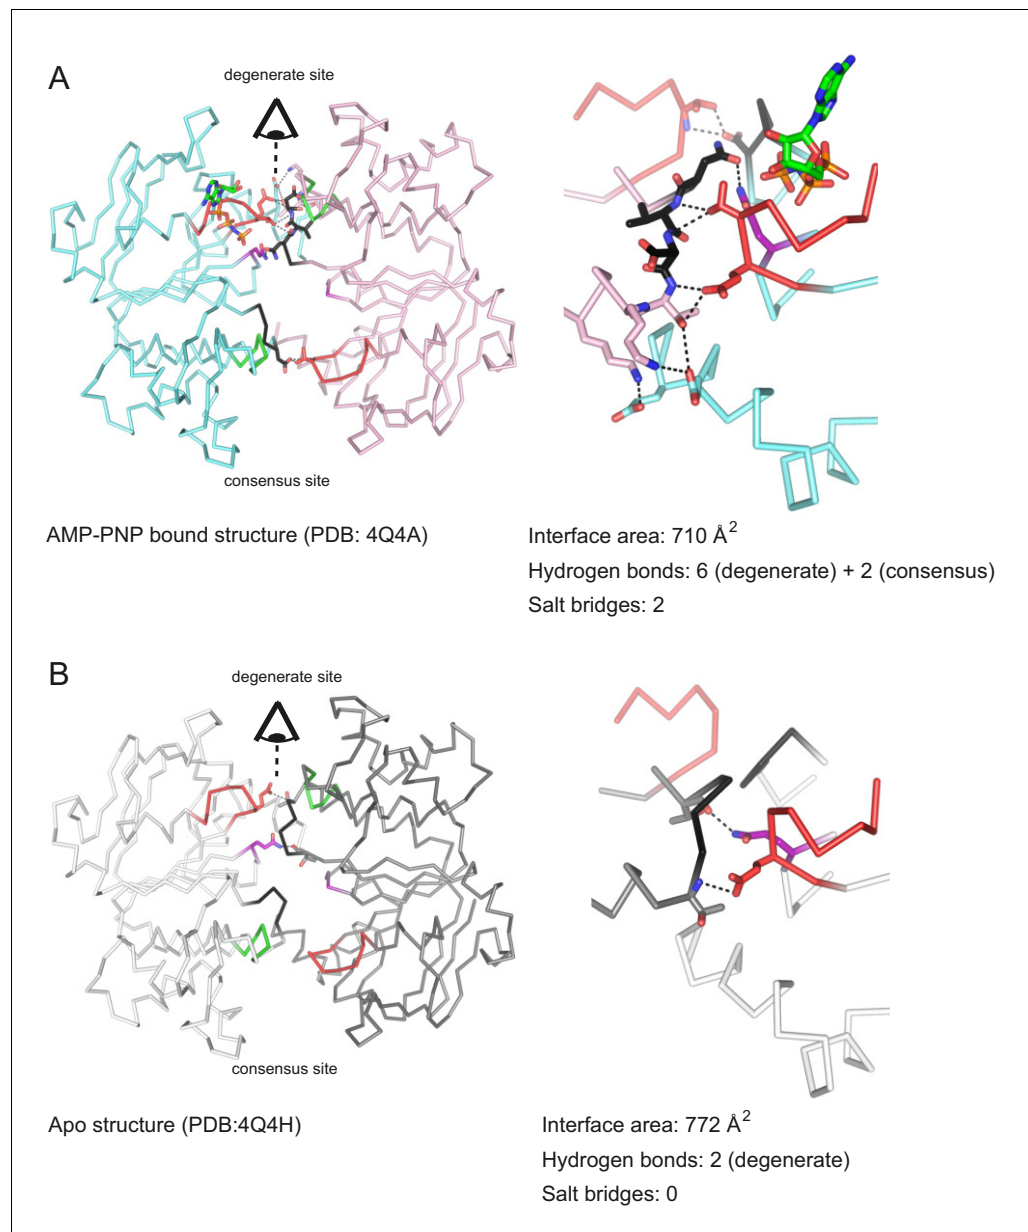 A
degenerate site
consensus site
AMP-PNP bound structure (PDB: 4Q4A)
Interface area: 710 Å²
Hydrogen bonds: 6 (degenerate) + 2 (consensus)
Salt bridges: 2
B
degenerate site
consensus site
Apo structure (PDB:4Q4H)
Interface area: 772 Å²
Hydrogen bonds: 2 (degenerate)
Salt bridges: 0